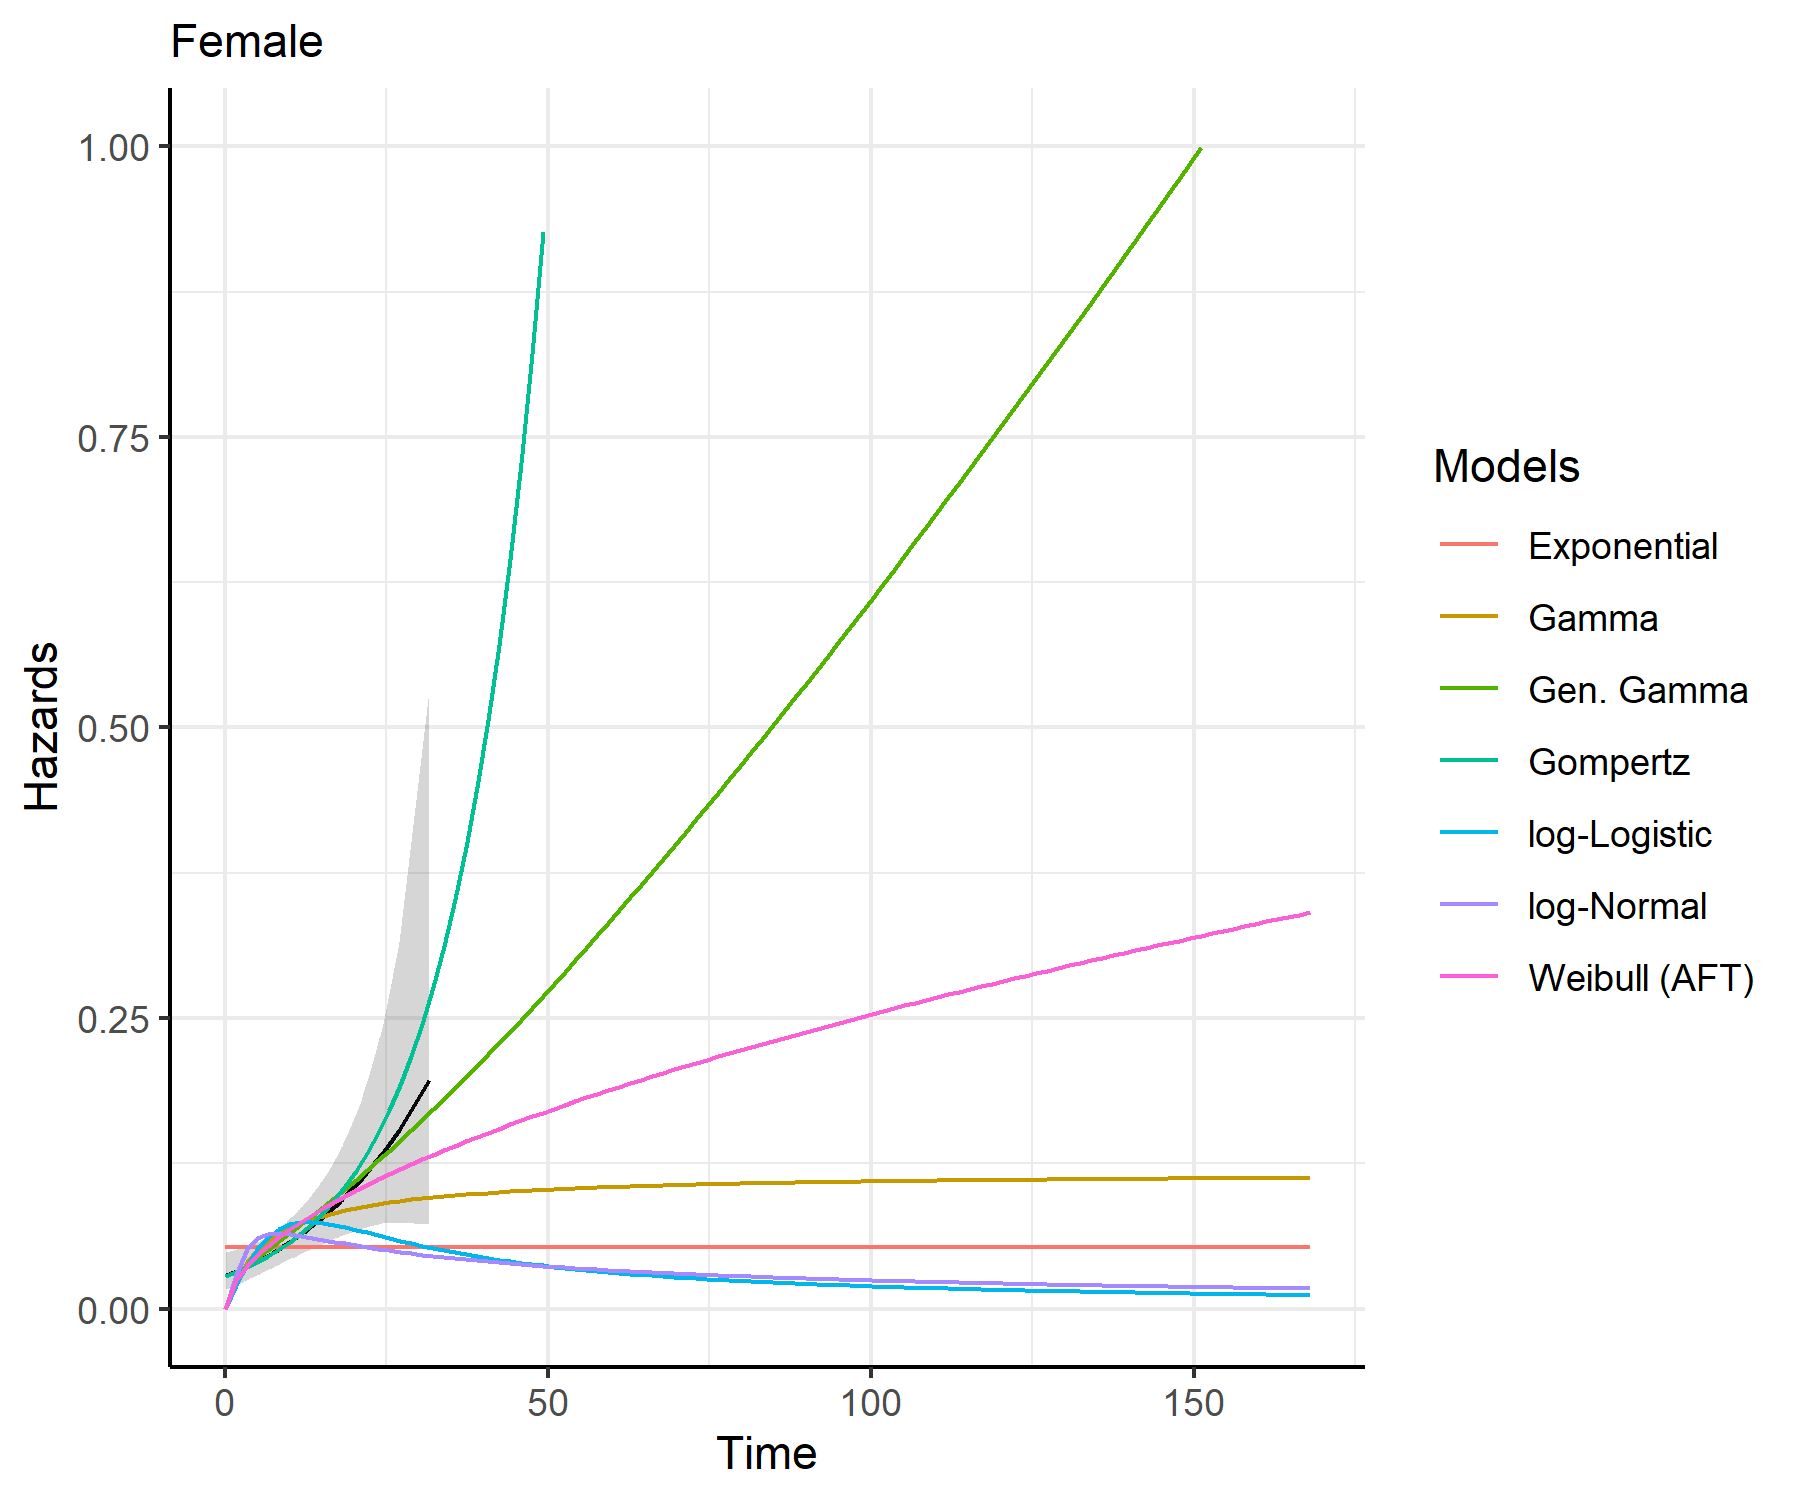 Female
1.00
0.75
0.50
0.25
0.00
Hazards
0
50
100
150
Time
Models
Exponential
Gamma
Gen. Gamma
Gompertz
log-Logistic
log-Normal
Weibull (AFT)